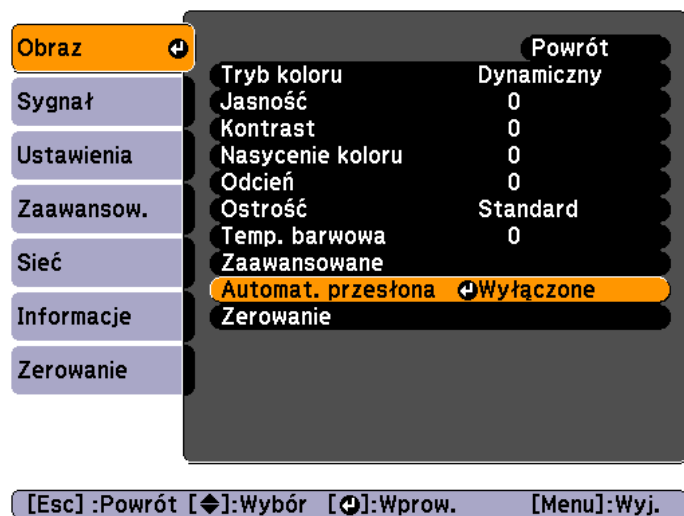 Obraz
Sygnał
Ustawienia
Zaawansow.
Sieć
Informacje
Zerowanie
Powrót
Tryb koloru Dynamiczny
Jasność 0
Kontrast 0
Nasycenie koloru 0
Odcień 0
Ostrość Standard
Temp. barwowa 0
Zaawansowane
Automat. przesłona Wyłączone
Zerowanie
[Esc] :Powrót [◆]:Wybór [↵]:Wprow. [Menu]:Wyj.